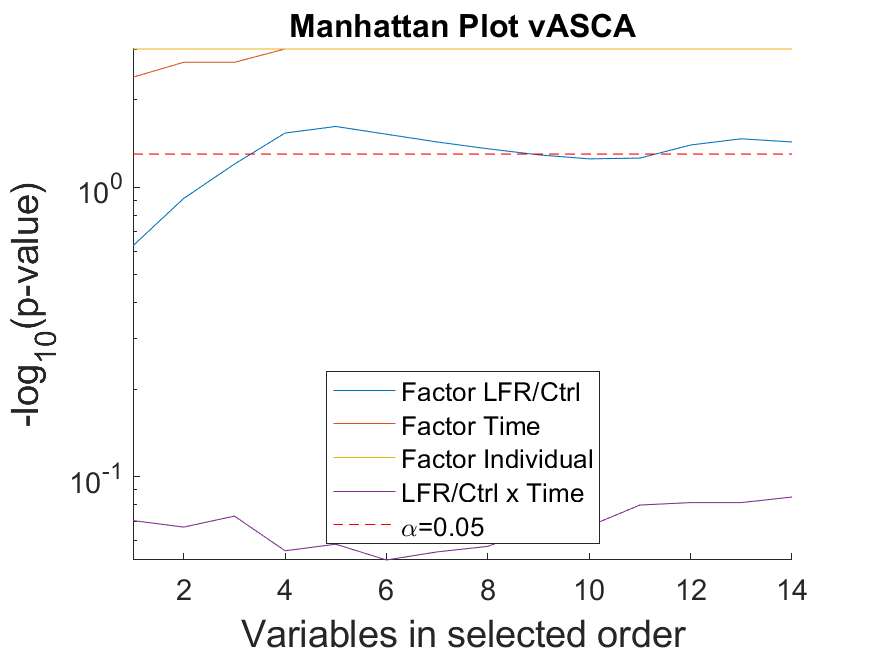 Manhattan Plot vASCA
-log10(p-value)
10^0
10^-1
Factor LFR/Ctrl
Factor Time
Factor Individual
LFR/Ctrl x Time
α=0.05
2 4 6 8 10 12 14
Variables in selected order